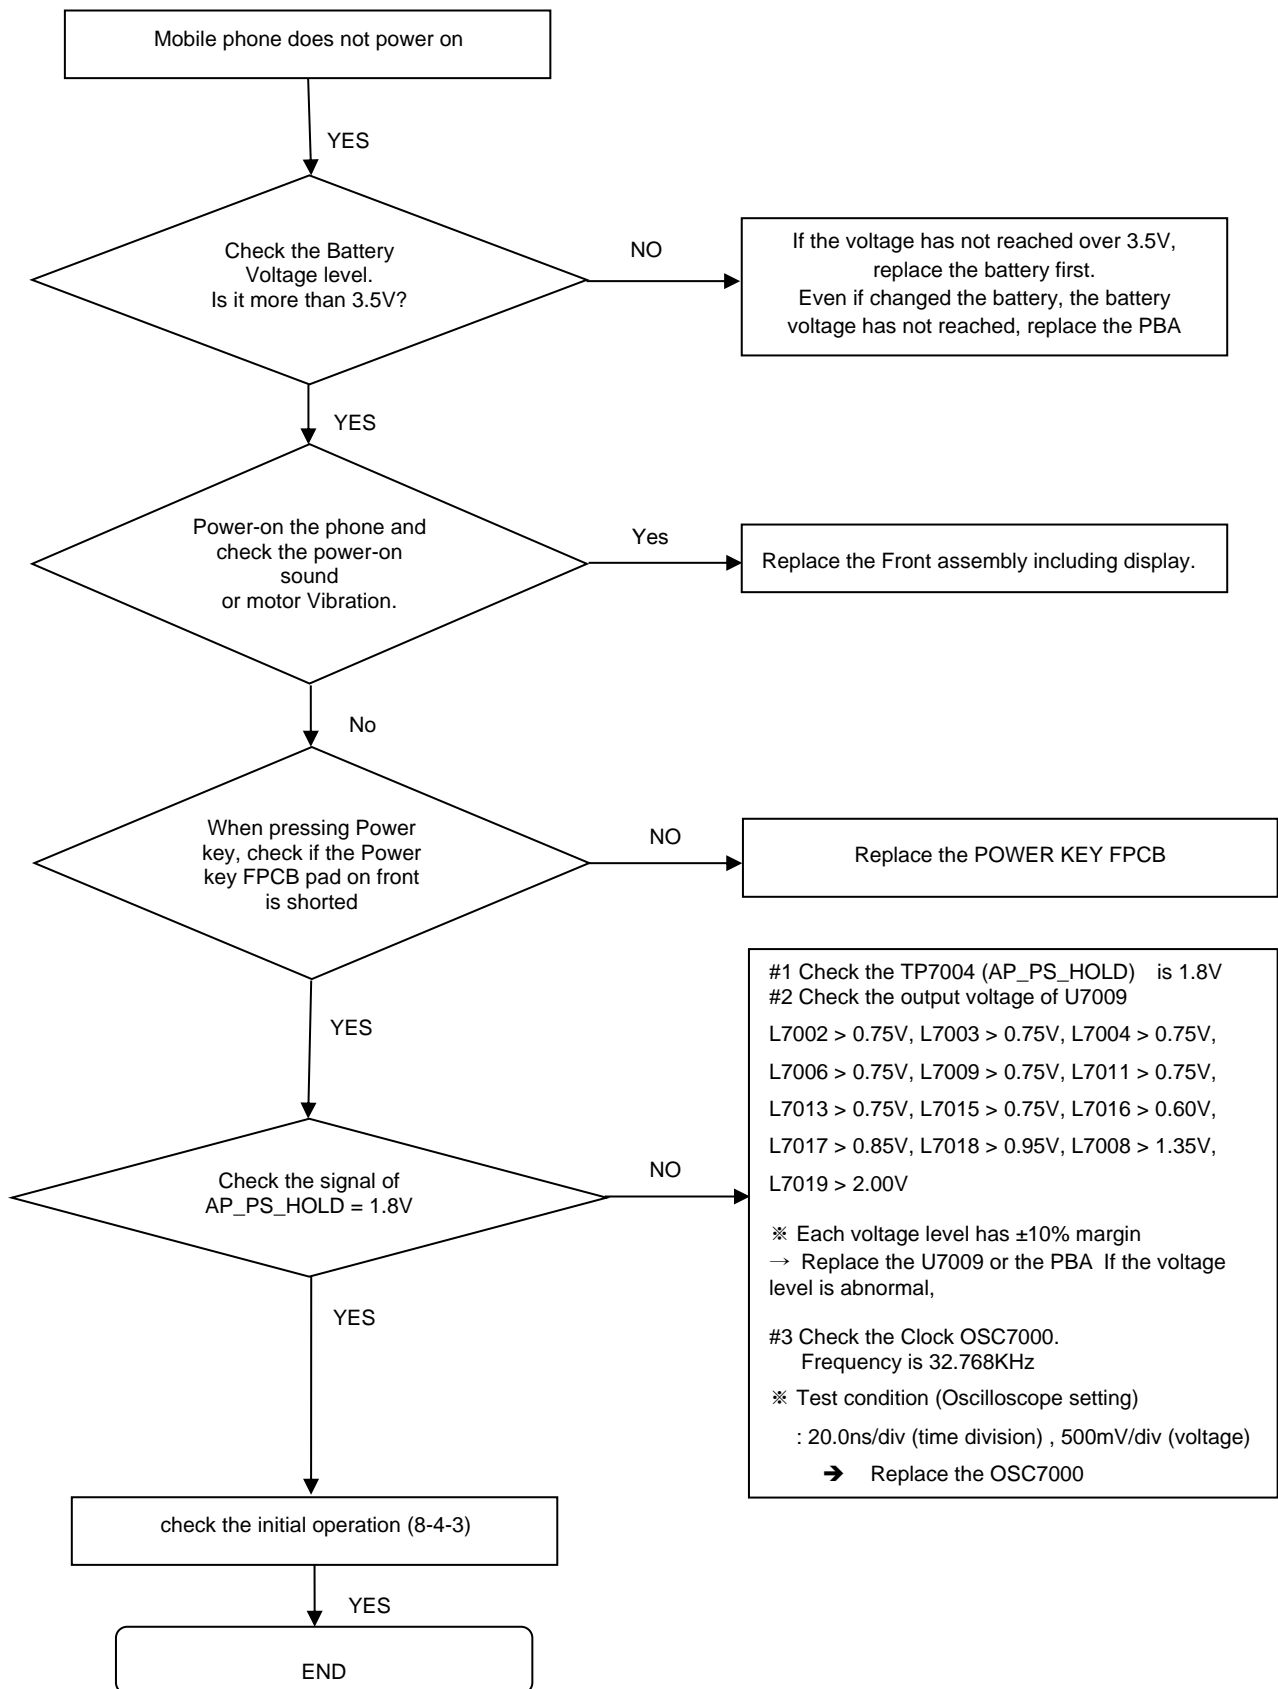 Mobile phone does not power on
YES
Check the Battery
Voltage level.
Is it more than 3.5V?
NO
If the voltage has not reached over 3.5V,
replace the battery first.
Even if changed the battery, the battery
voltage has not reached, replace the PBA
YES
Power-on the phone and
check the power-on
sound
or motor Vibration.
Yes
Replace the Front assembly including display.
No
When pressing Power
key, check if the Power
key FPCB pad on front
is shorted
NO
Replace the POWER KEY FPCB
YES
Check the signal of
AP_PS_HOLD = 1.8V
NO
#1 Check the TP7004 (AP_PS_HOLD) is 1.8V
#2 Check the output voltage of U7009
L7002 > 0.75V, L7003 > 0.75V, L7004 > 0.75V,
L7006 > 0.75V, L7009 > 0.75V, L7011 > 0.75V,
L7013 > 0.75V, L7015 > 0.75V, L7016 > 0.60V,
L7017 > 0.85V, L7018 > 0.95V, L7008 > 1.35V,
L7019 > 2.00V
※ Each voltage level has ±10% margin
→ Replace the U7009 or the PBA If the voltage
level is abnormal,
#3 Check the Clock OSC7000.
Frequency is 32.768KHz
※ Test condition (Oscilloscope setting)
: 20.0ns/div (time division) , 500mV/div (voltage)
➔ Replace the OSC7000
YES
check the initial operation (8-4-3)
YES
END